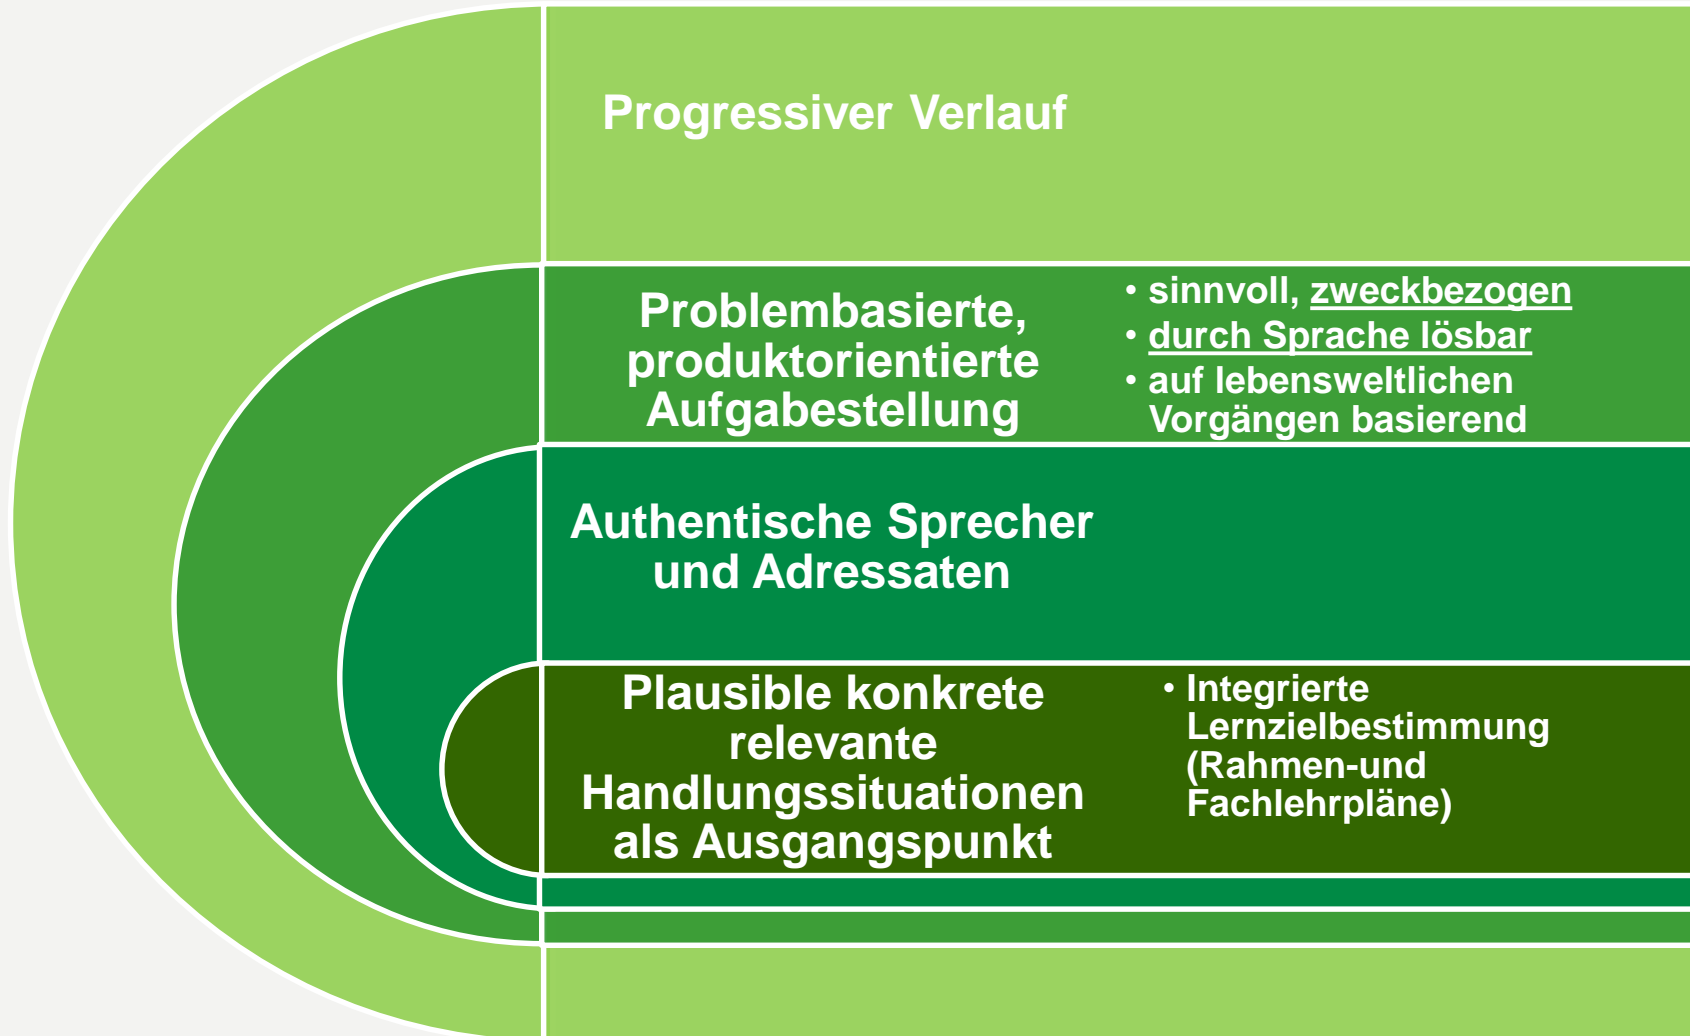 Progressiver Verlauf
Problembasierte,
produktorientierte
Aufgabestellung
• sinnvoll, zweckbezogen
• durch Sprache lösbar
• auf lebensweltlichen
Vorgängen basierend
Authentische Sprecher
und Adressaten
Plausible konkrete
relevante
Handlungssituationen
als Ausgangspunkt
• Integrierte
Lernzielbestimmung
(Rahmen-und
Fachlehrpläne)